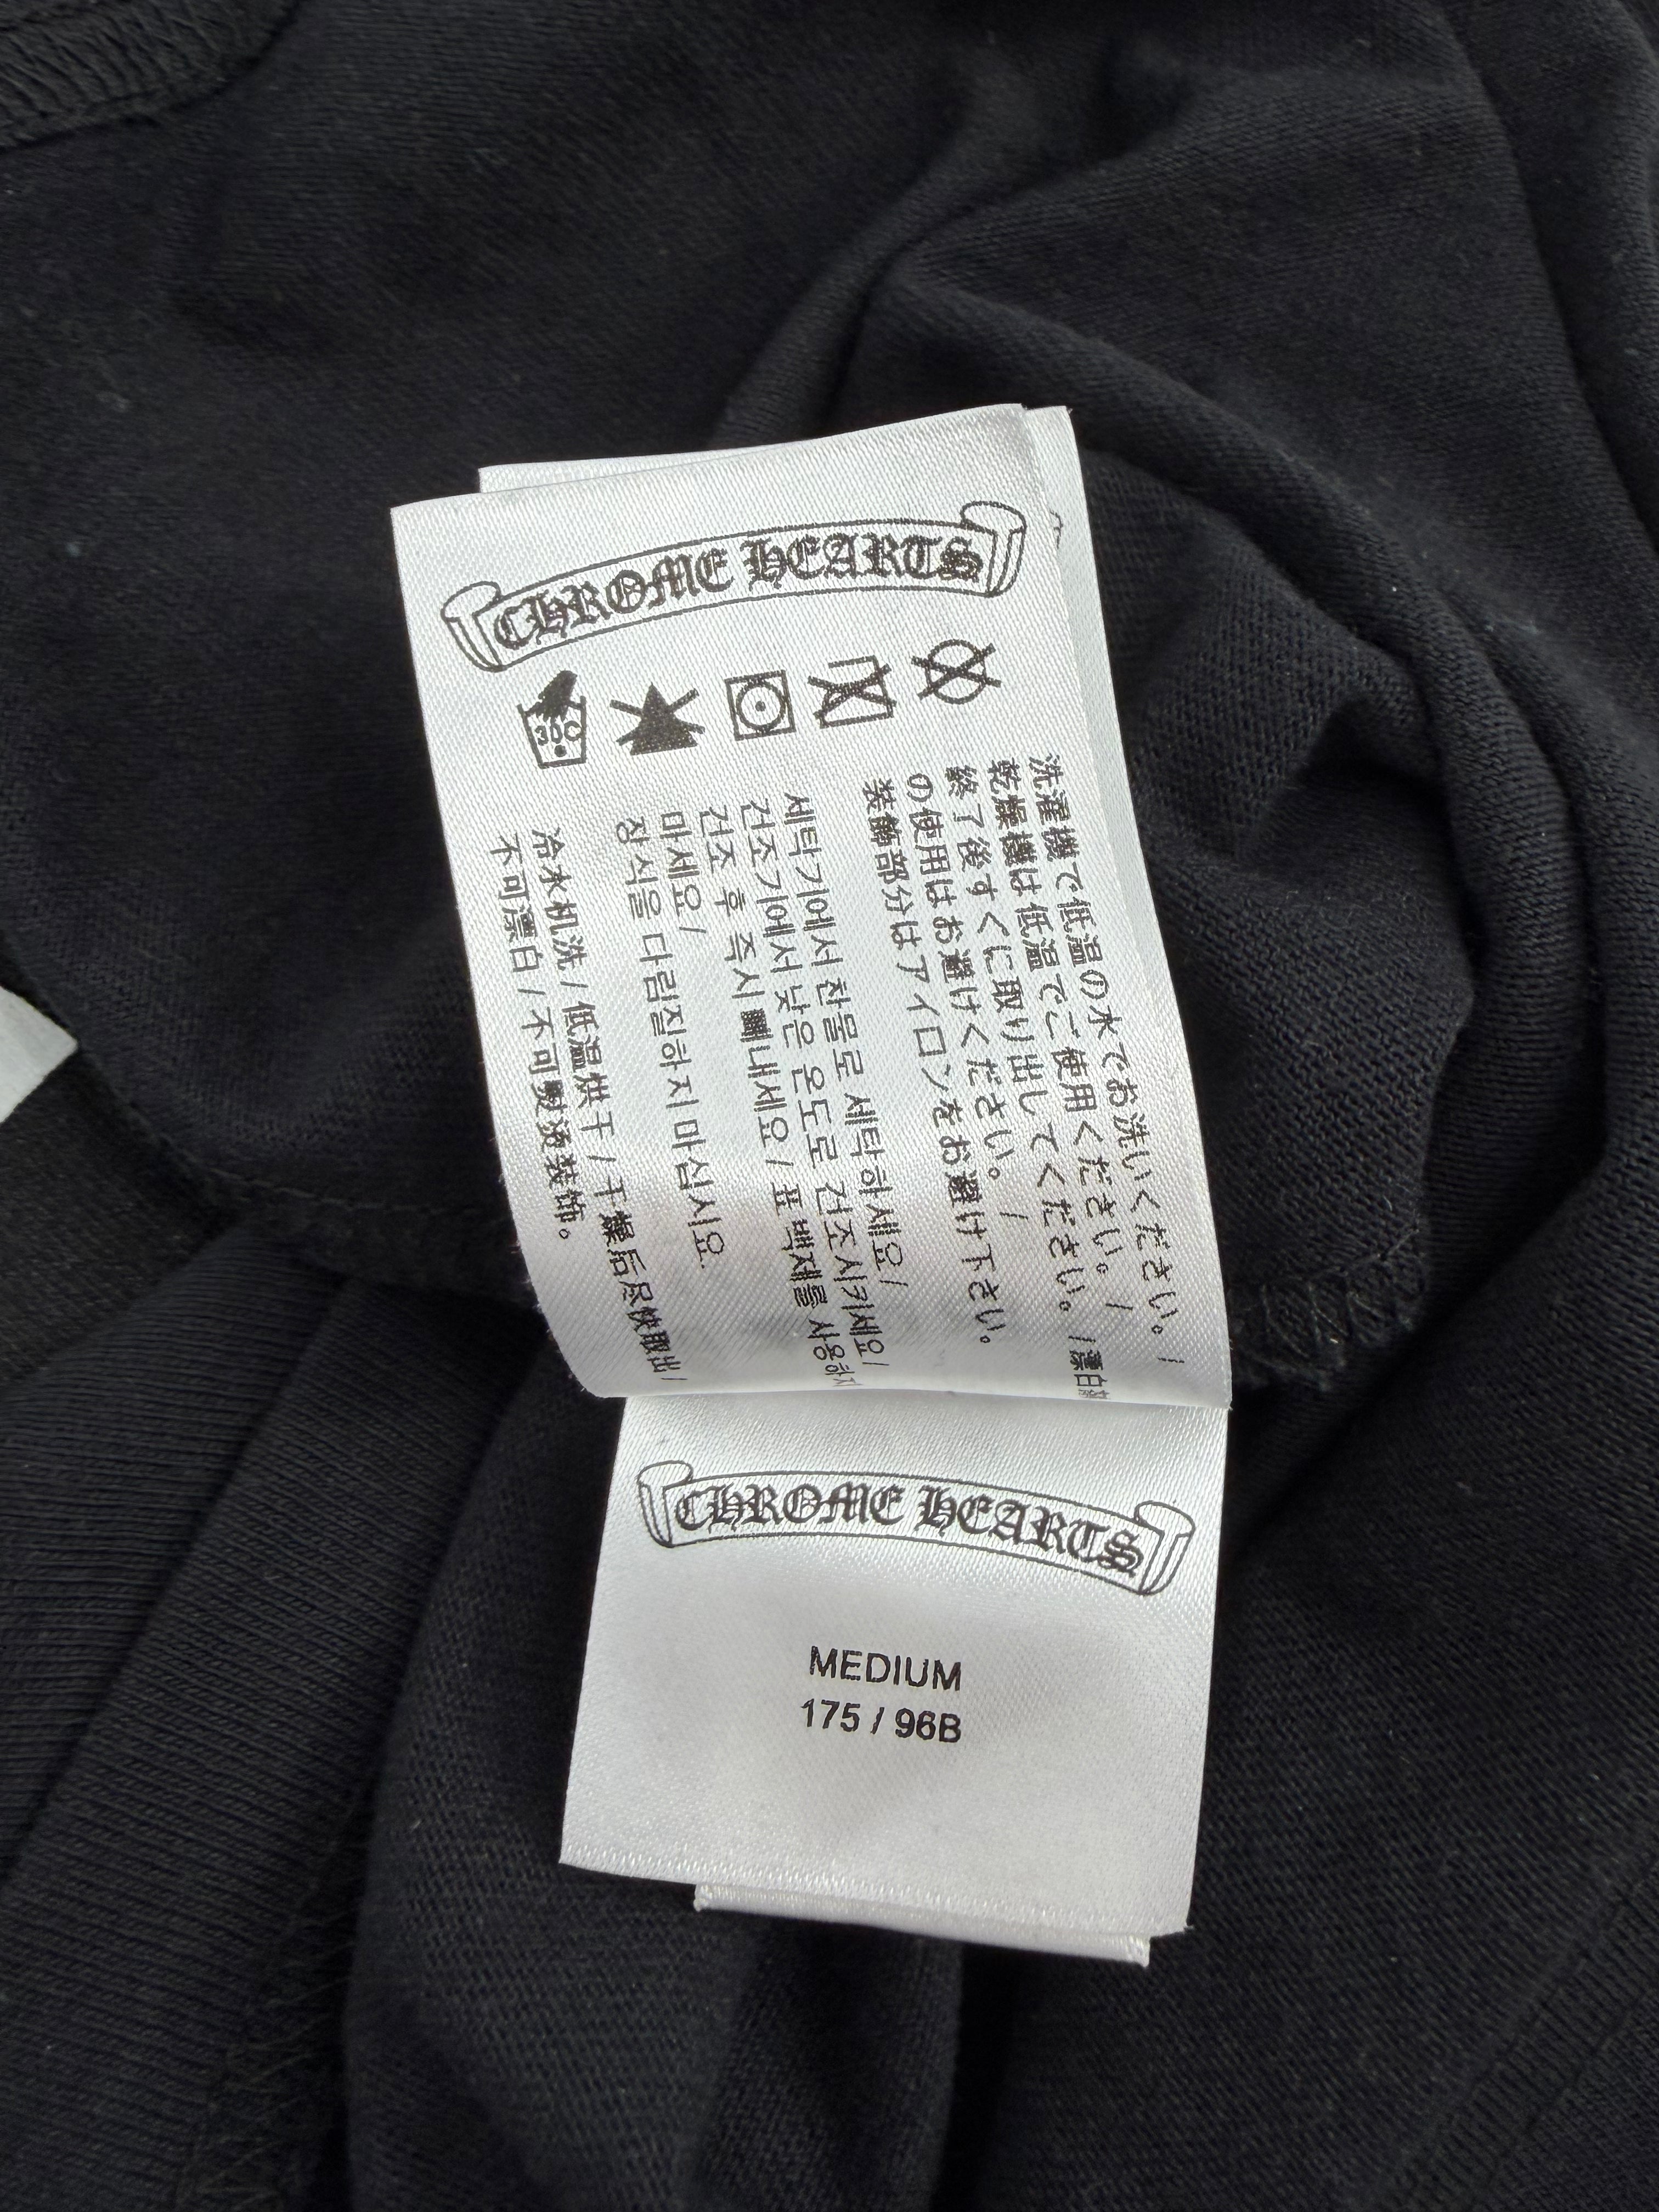 CHROME HEARTS
30C
洗濯機で低温の水でお洗いください。/
乾燥機は低温でご使用ください。/
終了後すぐに取り出してください。/漂白剤
の使用はお避けください。/
装飾部分はアイロンをお避け下さい。
세탁기에서 찬물로 세탁하세요/
건조기에서 낮은 온도로 건조시키세요/
건조 후 즉시 빼내세요/표 백제를 사용하지
마세요/
장식을 다림질하지 마십시요.
冷水机洗/低温烘干/干燥后尽快取出/
不可漂白/不可熨烫装饰。
CHROME HEARTS
MEDIUM
175 / 96B